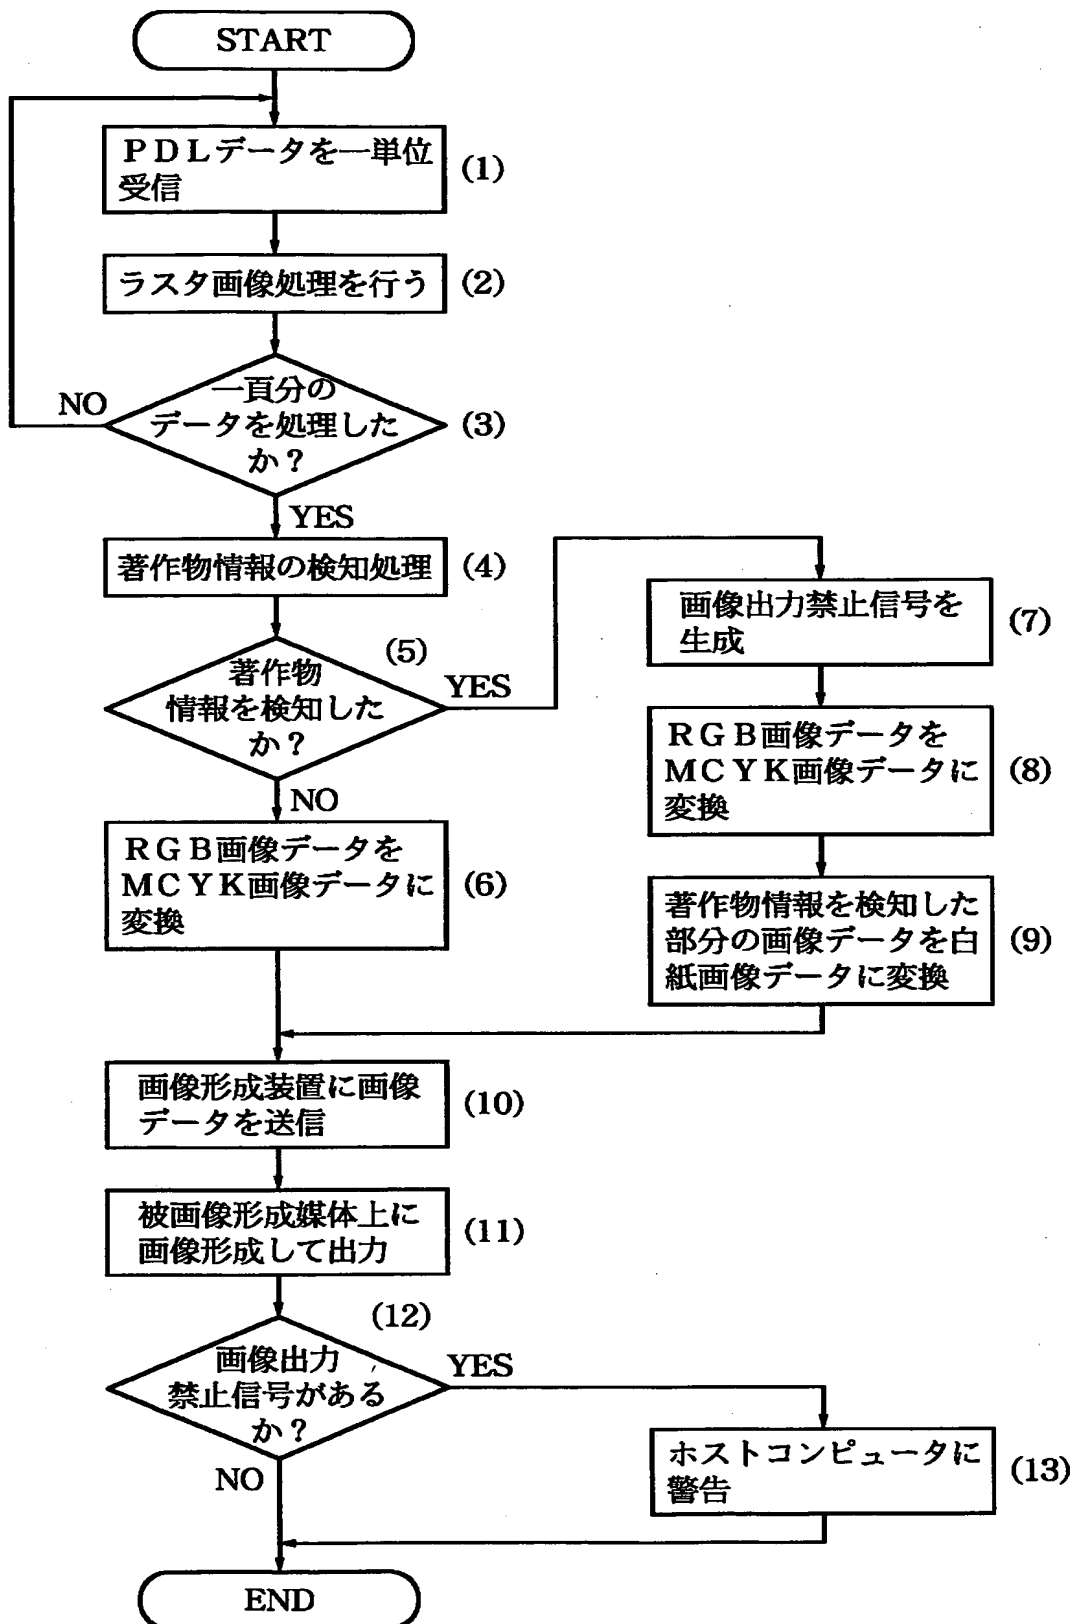 START
PDLデータを一単位
受信
(1)
ラスタ画像処理を行う
(2)
一頁分の
データを処理した
か？
(3)
NO
YES
著作物情報の検知処理
(4)
(5)
著作物
情報を検知した
か？
YES
NO
RGB画像データを
MCYK画像データに
変換
(6)
画像出力禁止信号を
生成
(7)
RGB画像データを
MCYK画像データに
変換
(8)
著作物情報を検知した
部分の画像データを白
紙画像データに変換
(9)
画像形成装置に画像
データを送信
(10)
被画像形成媒体上に
画像形成して出力
(11)
(12)
画像出力
禁止信号がある
か？
YES
NO
ホストコンピュータに
警告
(13)
END